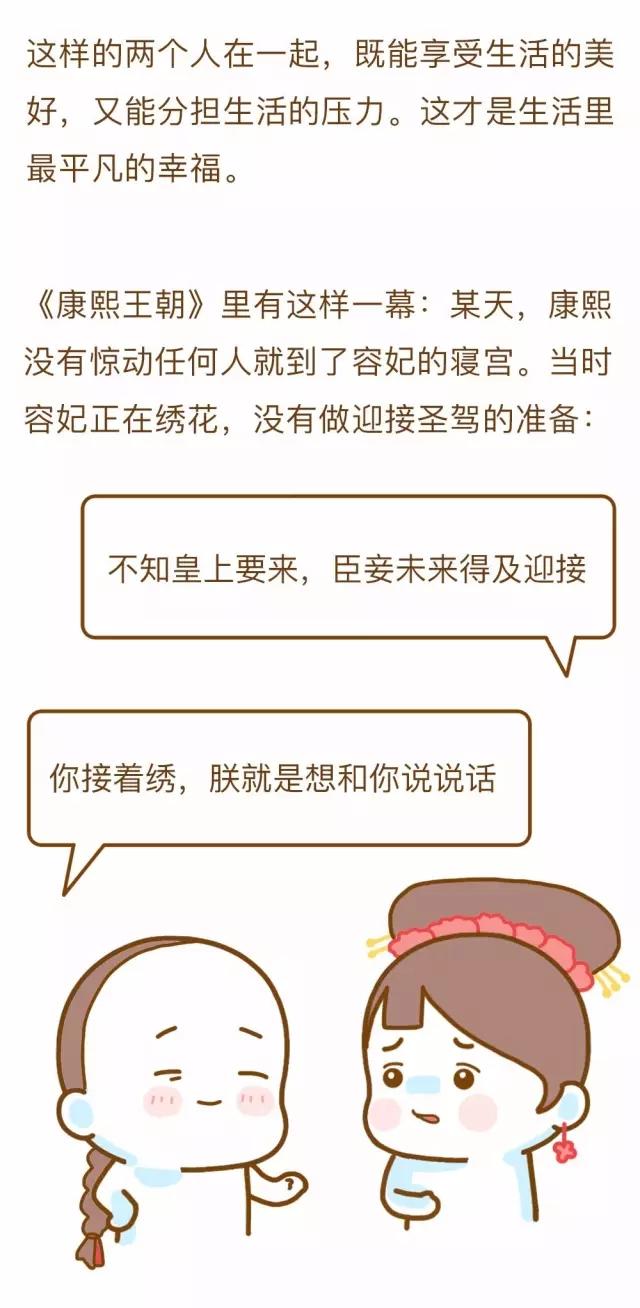 这样的两个人在一起，既能享受生活的美
好，又能分担生活的压力。这才是生活里
最平凡的幸福。
《康熙王朝》里有这样一幕：某天，康熙
没有惊动任何人就到了容妃的寝宫。当时
容妃正在绣花，没有做迎接圣驾的准备：
不知皇上要来，臣妾未来得及迎接
你接着绣，朕就是想和你说说话